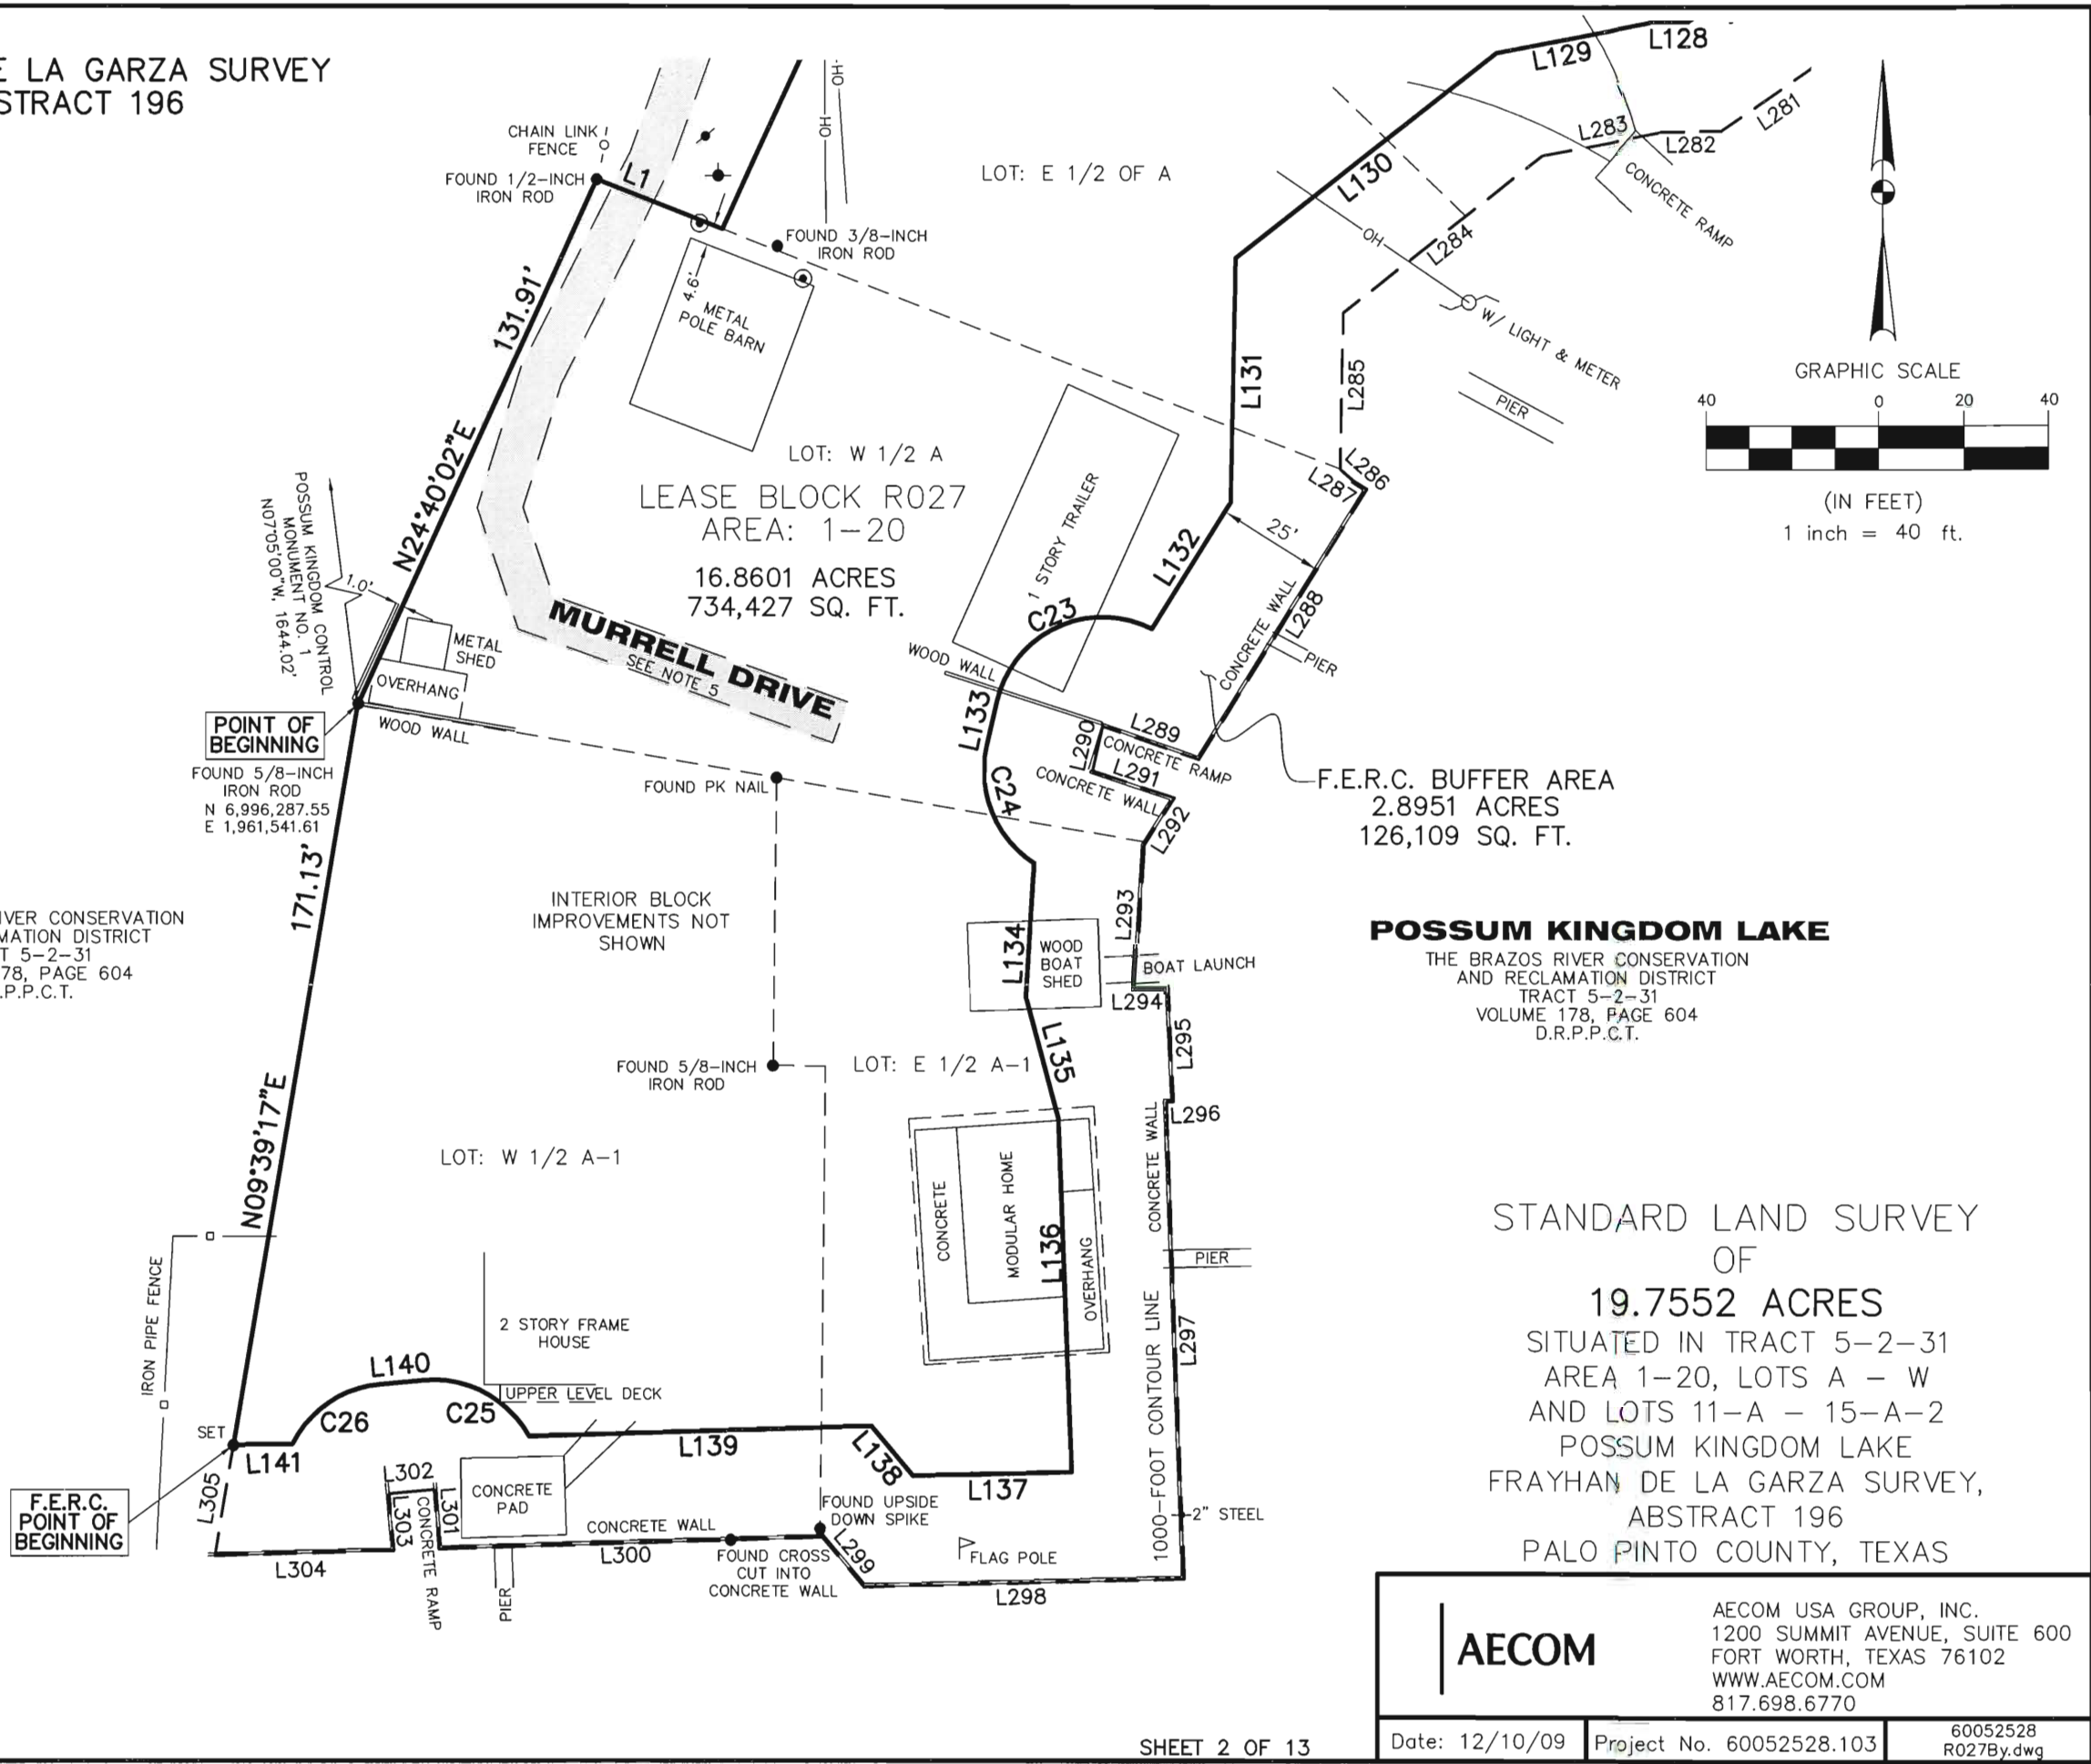 E LA GARZA SURVEY
STRACT 196
CHAIN LINK
FENCE
FOUND 1/2-INCH
IRON ROD
L1
OH
OH
LOT: E 1/2 OF A
FOUND 3/8-INCH
IRON ROD
4.6'
METAL
POLE BARN
L128
L129
L130
L131
L132
L281
L282
L283
L284
L285
L286
L287
CONCRETE RAMP
OH
W/ LIGHT & METER
PIER
GRAPHIC SCALE
40 0 20 40
(IN FEET)
1 inch = 40 ft.
131.91'
N24°40'02"E
LOT: W 1/2 A
LEASE BLOCK R027
AREA: 1-20
16.8601 ACRES
734,427 SQ. FT.
1 STORY TRAILER
25'
CONCRETE WALL
L288
PIER
POSSUM KINGDOM CONTROL
MONUMENT NO. 1
N07°05'00"W, 1644.02'
1.0'
METAL
SHED
OVERHANG
WOOD WALL
MURRELL DRIVE
SEE NOTE 5
POINT OF
BEGINNING
FOUND 5/8-INCH
IRON ROD
N 6,996,287.55
E 1,961,541.61
C23
WOOD WALL
L133
C24
L289
L290
CONCRETE RAMP
L291
CONCRETE WALL
L292
FOUND PK NAIL
F.E.R.C. BUFFER AREA
2.8951 ACRES
126,109 SQ. FT.
171.13'
N09°39'17"E
IVER CONSERVATION
MATION DISTRICT
T 5-2-31
78, PAGE 604
.P.P.C.T.
INTERIOR BLOCK
IMPROVEMENTS NOT
SHOWN
L293
L134
WOOD
BOAT
SHED
BOAT LAUNCH
L294
POSSUM KINGDOM LAKE
THE BRAZOS RIVER CONSERVATION
AND RECLAMATION DISTRICT
TRACT 5-2-31
VOLUME 178, PAGE 604
D.R.P.P.C.T.
FOUND 5/8-INCH
IRON ROD
LOT: E 1/2 A-1
L135
L295
L296
LOT: W 1/2 A-1
CONCRETE
MODULAR HOME
L136
OVERHANG
CONCRETE WALL
1000-FOOT CONTOUR LINE
PIER
L297
2" STEEL
IRON PIPE FENCE
2 STORY FRAME
HOUSE
UPPER LEVEL DECK
L140
C26
C25
SET
L141
L139
L138
L137
L305
L302
L303
L301
CONCRETE RAMP
CONCRETE
PAD
F.E.R.C.
POINT OF
BEGINNING
L304
PIER
CONCRETE WALL
L300
FOUND CROSS
CUT INTO
CONCRETE WALL
FOUND UPSIDE
DOWN SPIKE
L299
FLAG POLE
L298
STANDARD LAND SURVEY
OF
19.7552 ACRES
SITUATED IN TRACT 5-2-31
AREA 1-20, LOTS A - W
AND LOTS 11-A - 15-A-2
POSSUM KINGDOM LAKE
FRAYHAN DE LA GARZA SURVEY,
ABSTRACT 196
PALO PINTO COUNTY, TEXAS
AECOM
AECOM USA GROUP, INC.
1200 SUMMIT AVENUE, SUITE 600
FORT WORTH, TEXAS 76102
WWW.AECOM.COM
817.698.6770
SHEET 2 OF 13
Date: 12/10/09
Project No. 60052528.103
60052528
R027By.dwg